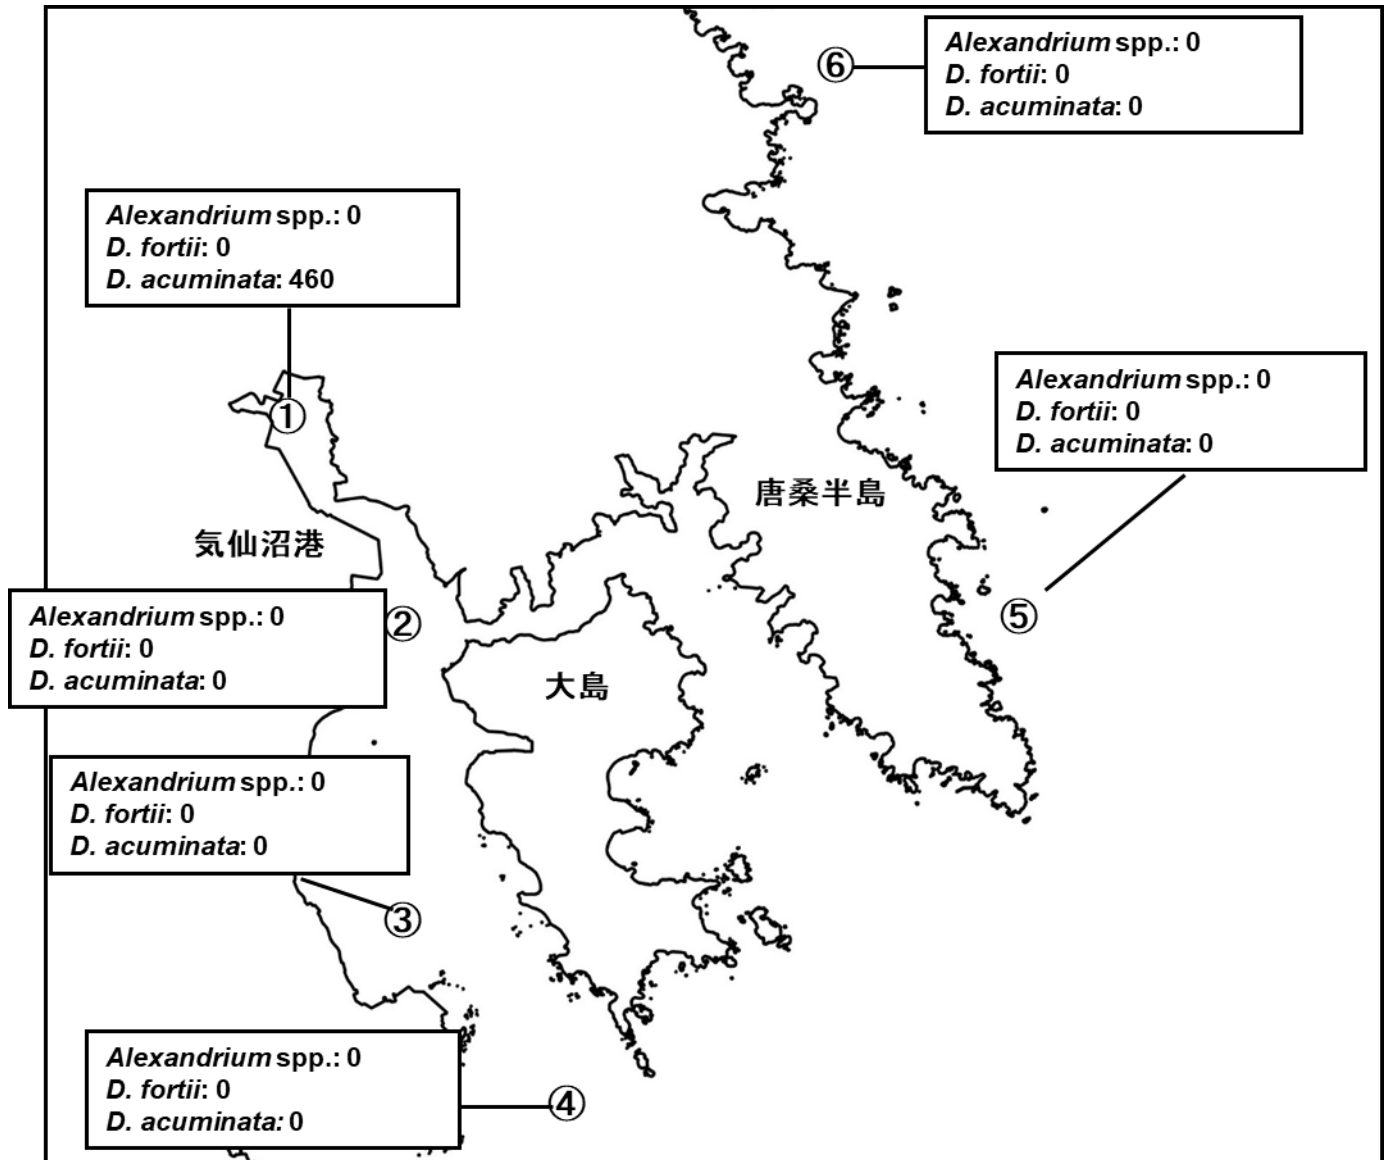 Alexandrium spp.: 0
D. fortii: 0
D. acuminata: 0
⑥
Alexandrium spp.: 0
D. fortii: 0
D. acuminata: 460
①
Alexandrium spp.: 0
D. fortii: 0
D. acuminata: 0
⑤
唐桑半島
気仙沼港
Alexandrium spp.: 0
D. fortii: 0
D. acuminata: 0
②
大島
Alexandrium spp.: 0
D. fortii: 0
D. acuminata: 0
③
Alexandrium spp.: 0
D. fortii: 0
D. acuminata: 0
④